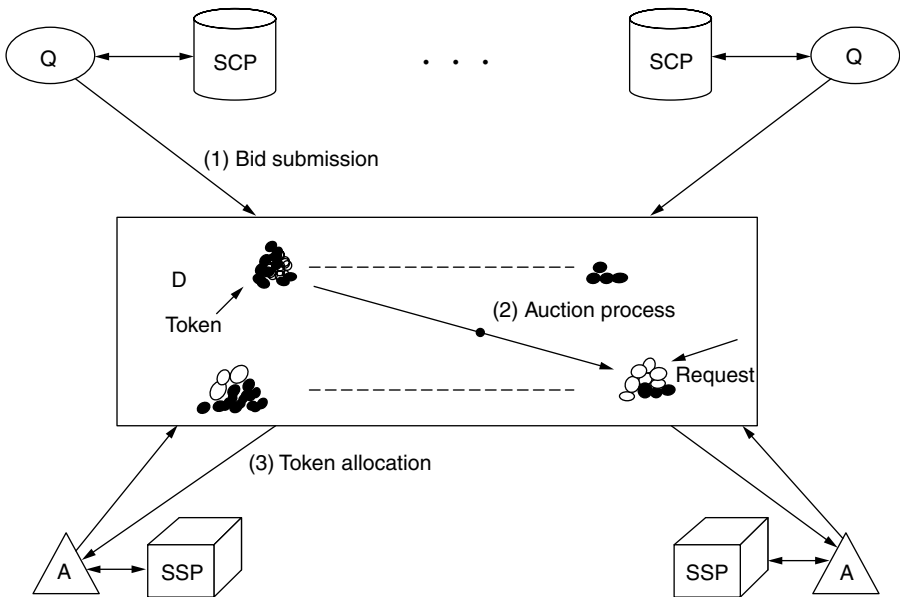 Q
SCP
. . .
SCP
Q
(1) Bid submission
D
Token
(2) Auction process
Request
(3) Token allocation
A
SSP
SSP
A